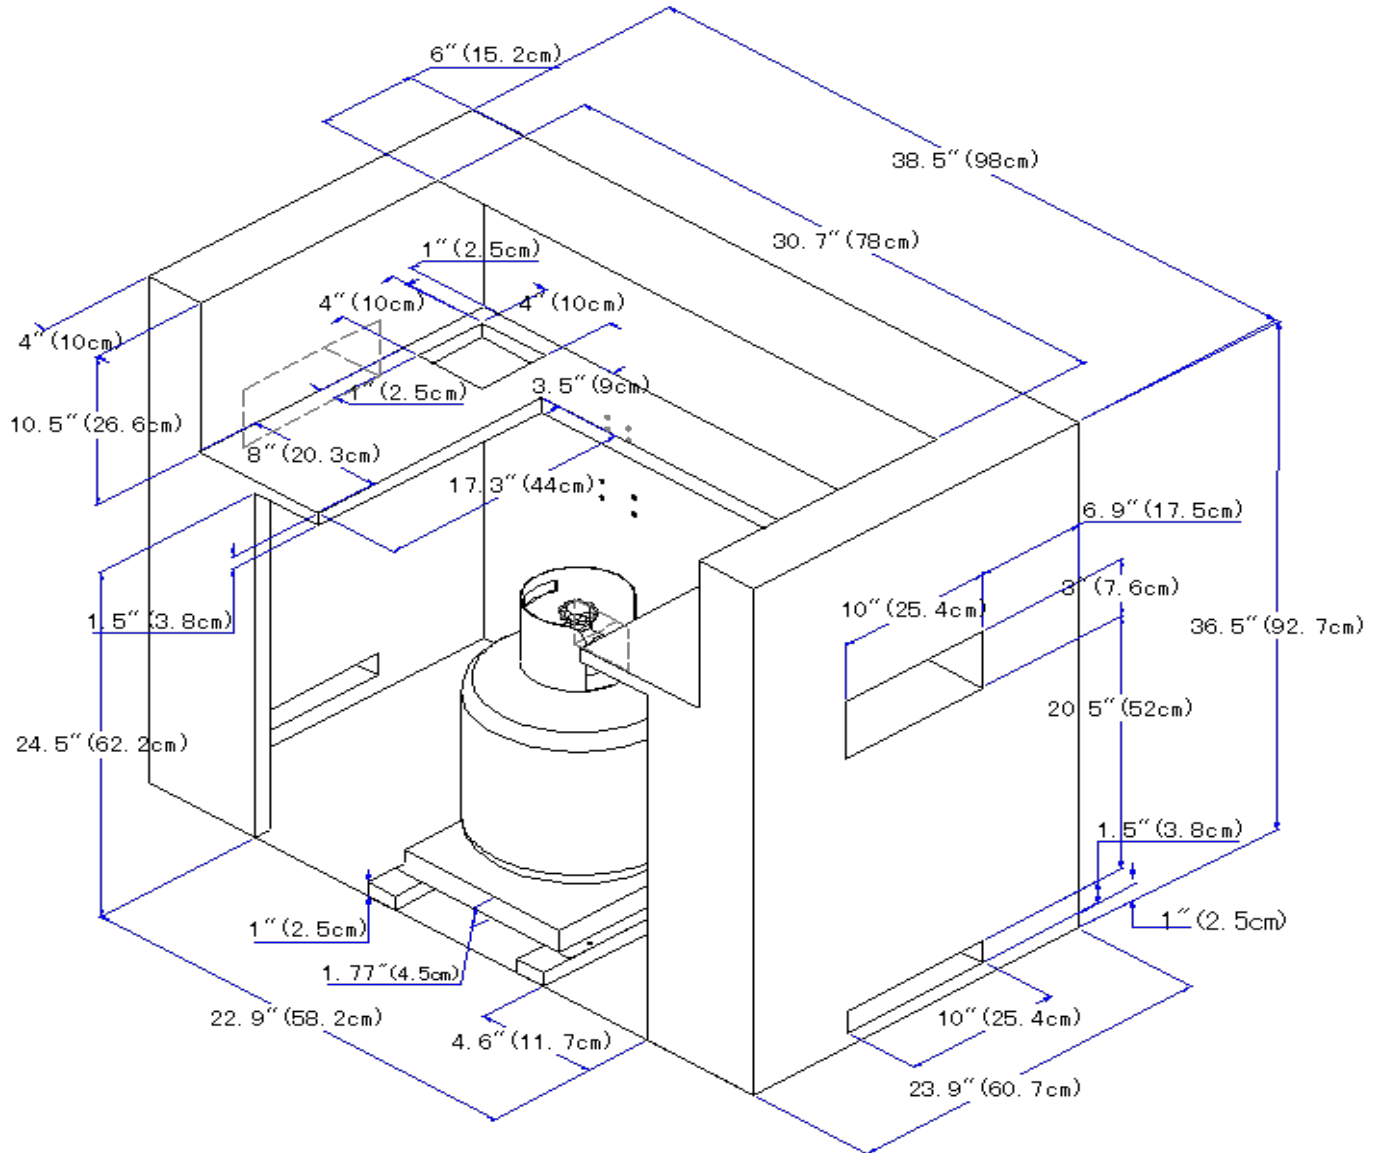 6″(15.2cm)
38.5″(98cm)
30.7″(78cm)
1″(2.5cm)
4″(10cm)
4″(10cm)
4″(10cm)
1″(2.5cm)
3.5″(9cm)
10.5″(26.6cm)
8″(20.3cm)
17.3″(44cm)
6.9″(17.5cm)
3″(7.6cm)
10″(25.4cm)
1.5″(3.8cm)
36.5″(92.7cm)
20.5″(52cm)
24.5″(62.2cm)
1.5″(3.8cm)
1″(2.5cm)
1″(2.5cm)
1.77″(4.5cm)
22.9″(58.2cm)
10″(25.4cm)
4.6″(11.7cm)
23.9″(60.7cm)